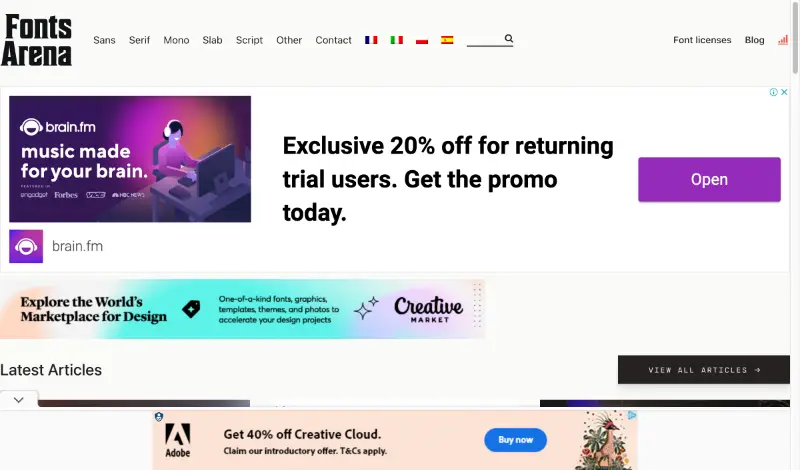 Fonts
Arena
Sans Serif Mono Slab Script Other Contact
Font licenses Blog
brain.fm
music made
for your brain.
POWERED IN
engadget Forbes VICE NBC NEWS
brain.fm
Exclusive 20% off for returning
trial users. Get the promo
today.
Open
Explore the World's
Marketplace for Design
One-of-a-kind fonts, graphics,
templates, themes, and photos to
accelerate your design projects
Creative
MARKET
Latest Articles
VIEW ALL ARTICLES →
Adobe
Get 40% off Creative Cloud.
Claim our introductory offer. T&Cs apply.
Buy now